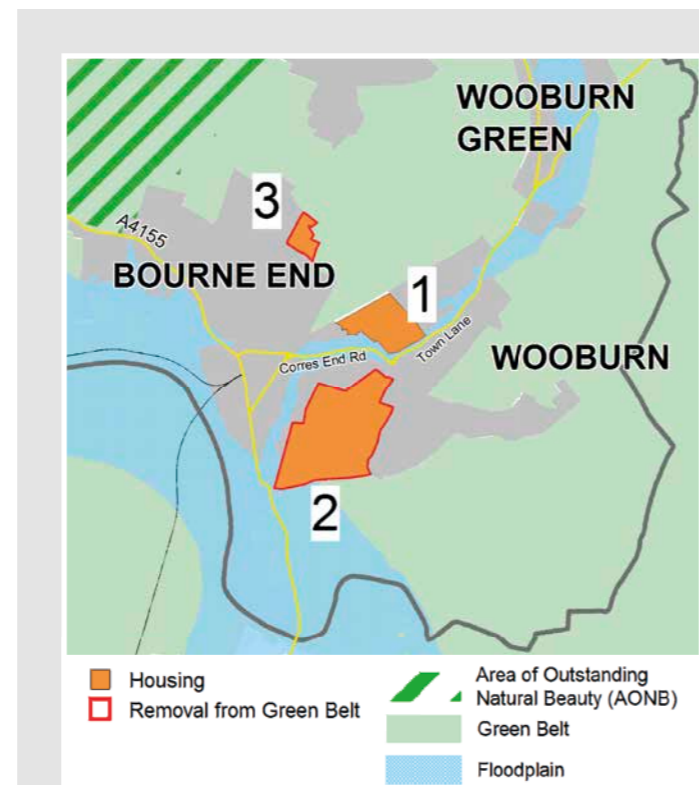 WOOBURN
GREEN
3
A4155
BOURNE END
1
Corres End Rd
Town Lane
WOOBURN
2
Housing
Removal from Green Belt
Area of Outstanding
Natural Beauty (AONB)
Green Belt
Floodplain